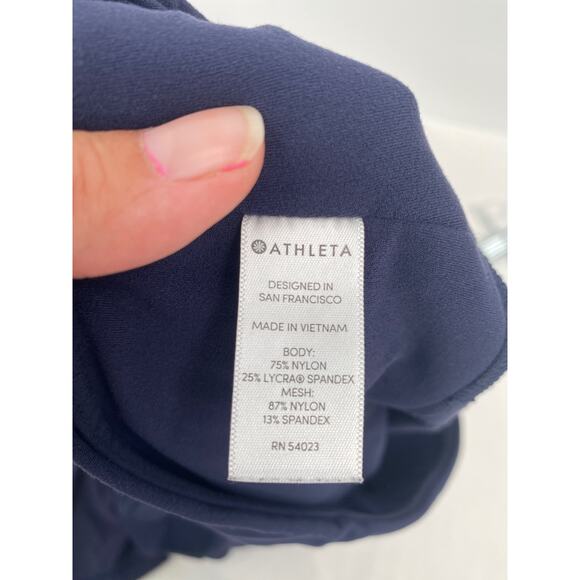 ATHLETA
DESIGNED IN
SAN FRANCISCO
MADE IN VIETNAM
BODY:
75% NYLON
25% LYCRA® SPANDEX
MESH:
87% NYLON
13% SPANDEX
RN 54023